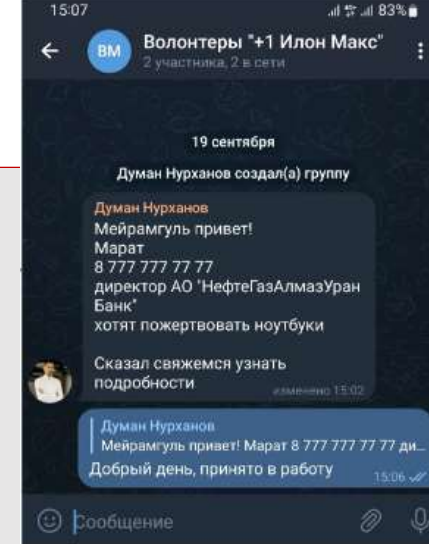 15:07
83%
ВМ
Волонтеры "+1 Илон Макс"
2 участника, 2 в сети
19 сентября
Думан Нурханов создал(а) группу
Думан Нурханов
Мейрамгуль привет!
Марат
8 777 777 77 77
директор АО "НефтеГазАлмазУран
Банк"
хотят пожертвовать ноутбуки
Сказал свяжемся узнать
подробности
изменено 15:02
Думан Нурханов
Мейрамгуль привет! Марат 8 777 777 77 77 ди...
Добрый день, принято в работу
15:06
Сообщение